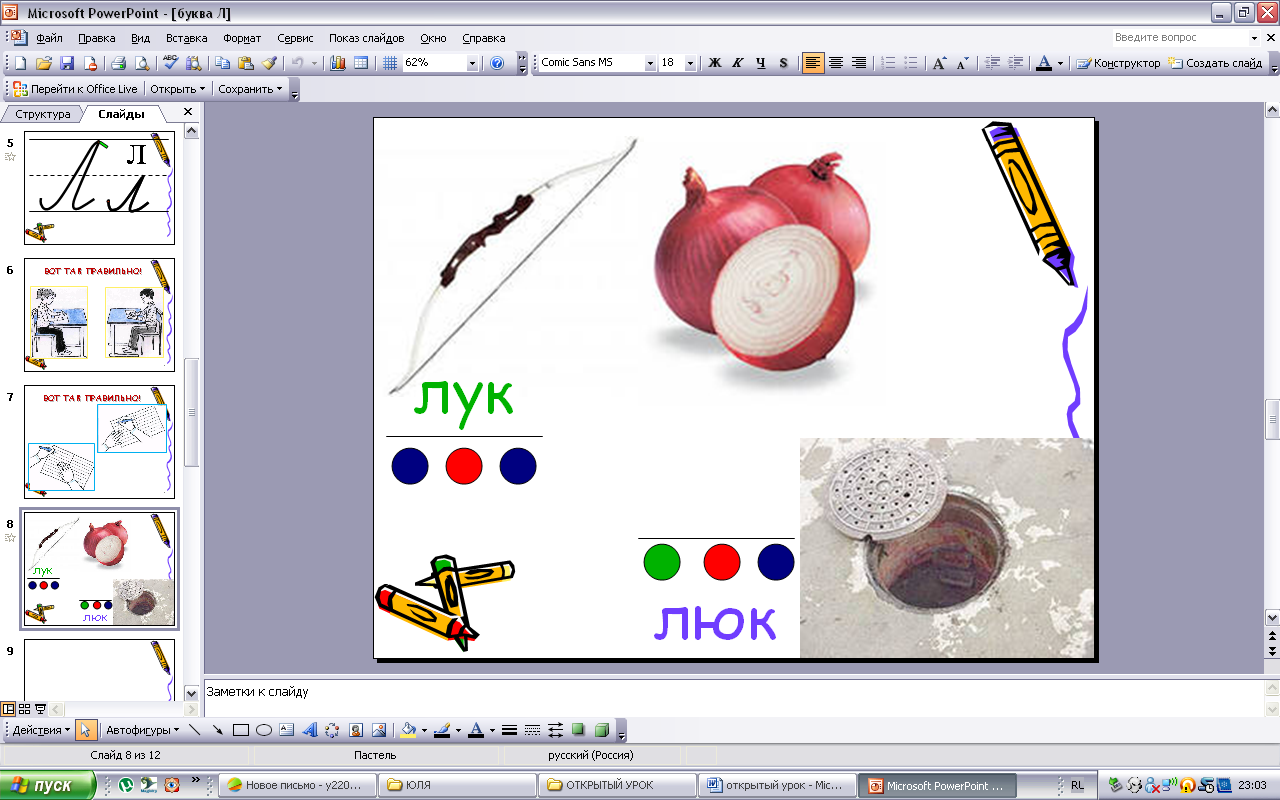 Microsoft PowerPoint - [буква Л]
Файл Правка Вид Вставка Формат Сервис Показ слайдов Окно Справка
Введите вопрос
62% Comic Sans MS 18 Ж К Ч S Конструктор Создать слайд
Перейти к Office Live Открыть Сохранить
Структура Слайды
5
Л
Л л
6
ВОТ ТАК ПРАВИЛЬНО!
7
ВОТ ТАК ПРАВИЛЬНО!
8
лук
люк
9
лук
люк
Заметки к слайду
Действия Автофигуры
Слайд 8 из 12 Пастель русский (Россия)
пуск Новое письмо - y220... ЮЛЯ ОТКРЫТЫЙ УРОК открытый урок - Mic... Microsoft PowerPoint ... RL 23:03